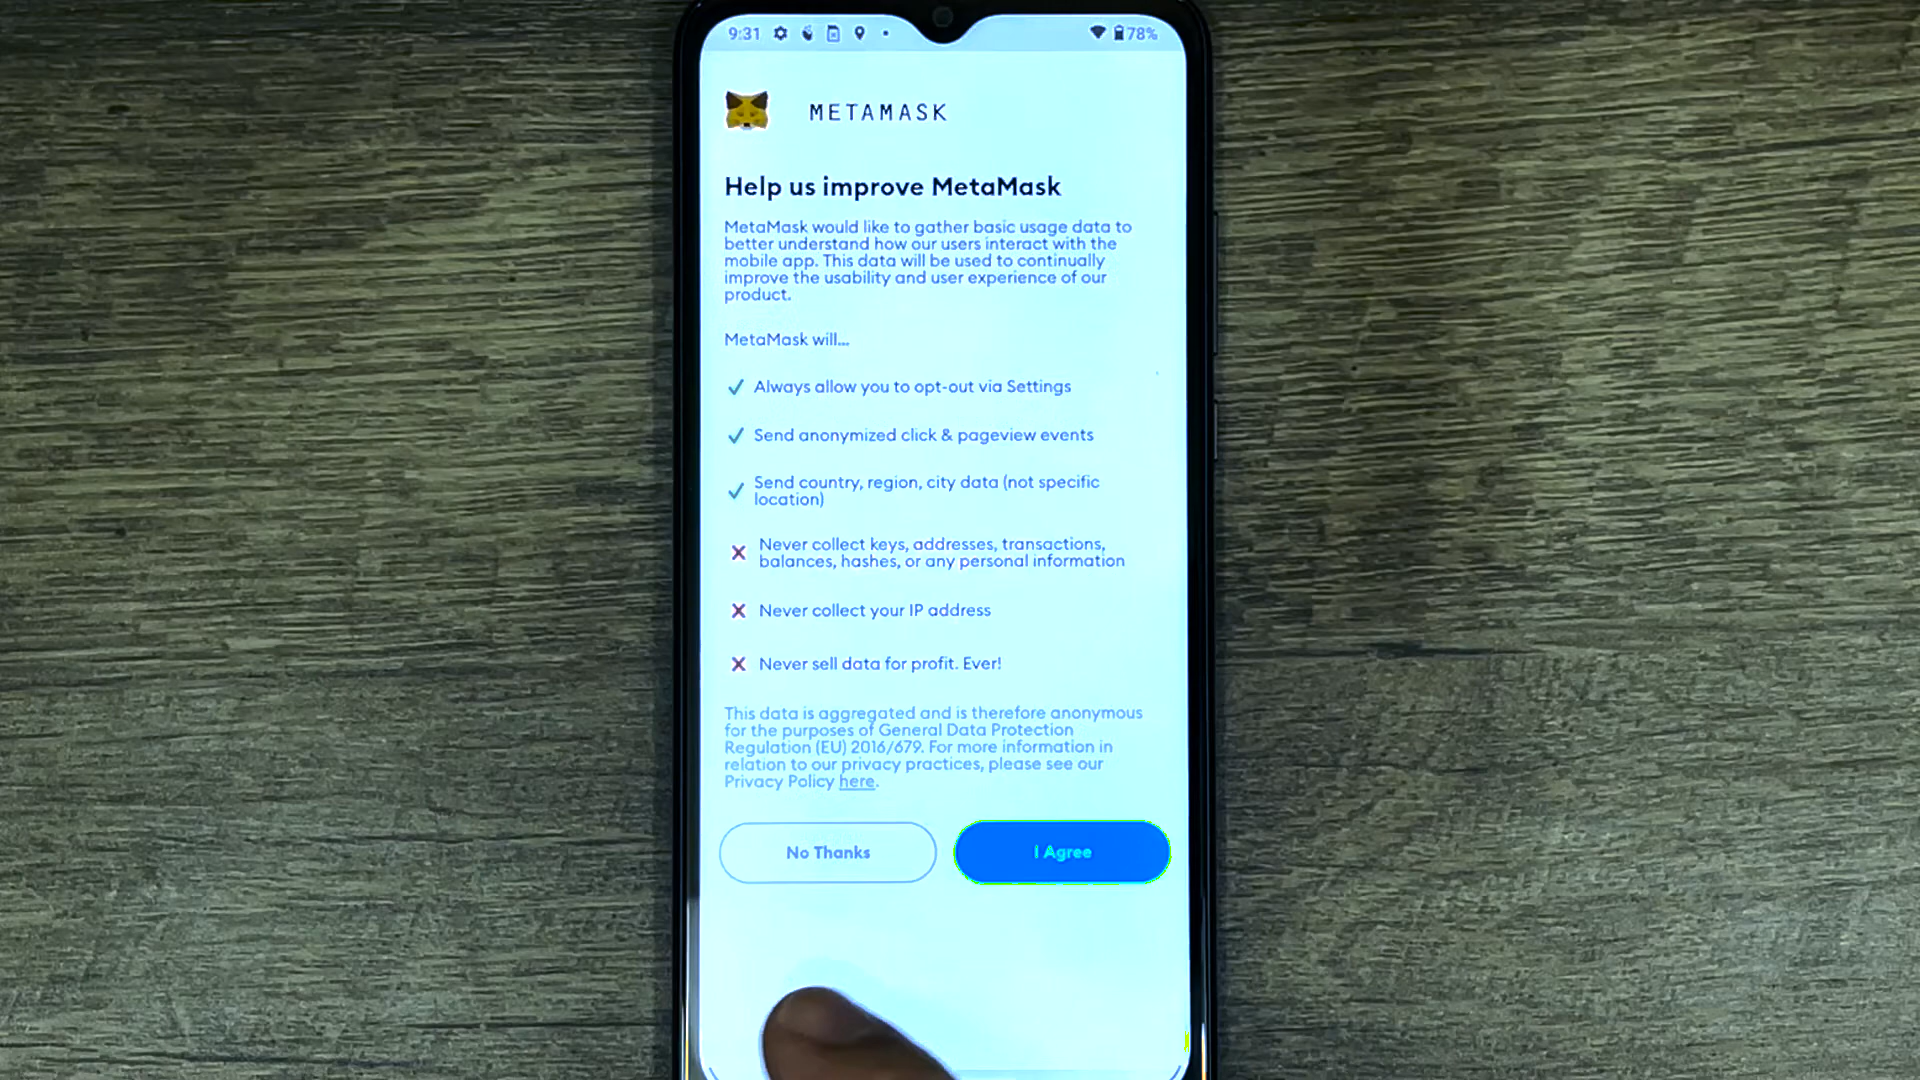 9:31 78%
METAMASK
Help us improve MetaMask
MetaMask would like to gather basic usage data to
better understand how our users interact with the
mobile app. This data will be used to continually
improve the usability and user experience of our
product.
MetaMask will...
Always allow you to opt-out via Settings
Send anonymized click & pageview events
Send country, region, city data (not specific
location)
Never collect keys, addresses, transactions,
balances, hashes, or any personal information
Never collect your IP address
Never sell data for profit. Ever!
This data is aggregated and is therefore anonymous
for the purposes of General Data Protection
Regulation (EU) 2016/679. For more information in
relation to our privacy practices, please see our
Privacy Policy here.
No Thanks
I Agree